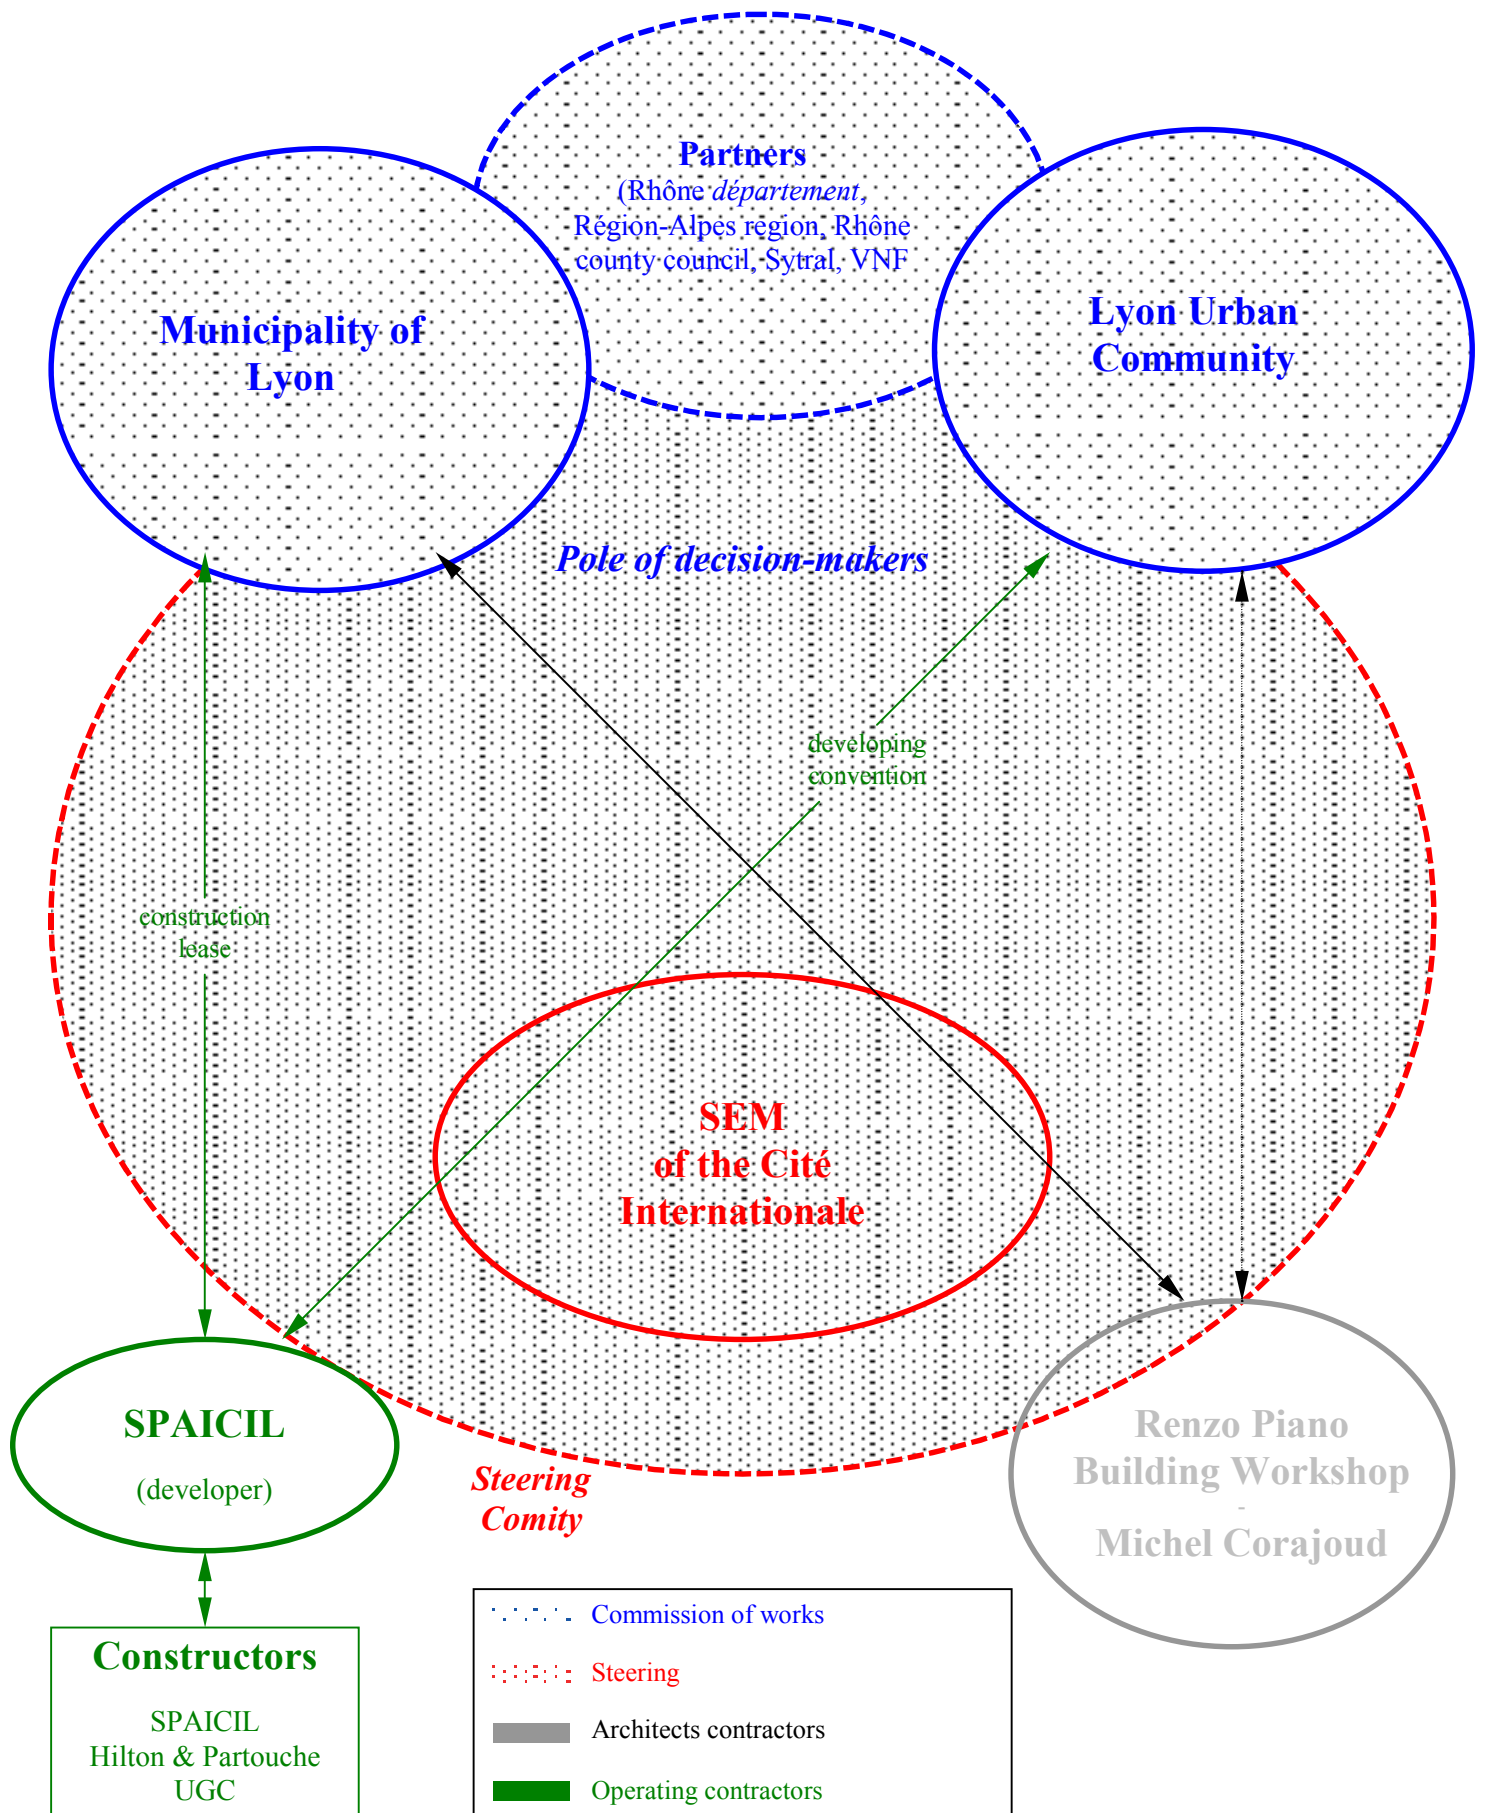 Partners
(Rhône département,
Région-Alpes region, Rhône
county council, Sytral, VNF
Municipality of
Lyon
Lyon Urban
Community
Pole of decision-makers
developing
convention
construction
lease
SEM
of the Cité
Internationale
SPAICIL
(developer)
Steering
Comity
Renzo Piano
Building Workshop
-
Michel Corajoud
Constructors
SPAICIL
Hilton & Partouche
UGC
Commission of works
Steering
Architects contractors
Operating contractors